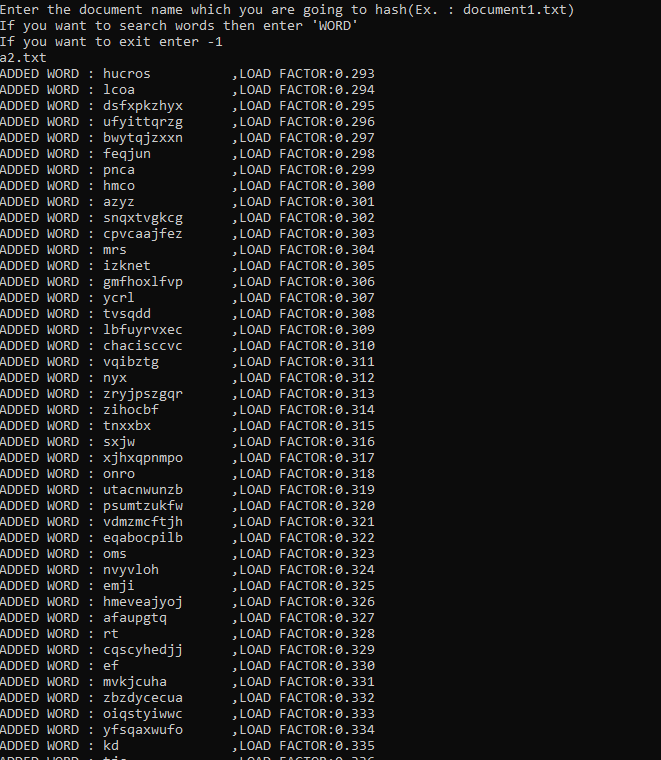 Enter the document name which you are going to hash(Ex. : document1.txt)
If you want to search words then enter 'WORD'
If you want to exit enter -1
a2.txt
ADDED WORD : hucros          ,LOAD FACTOR:0.293
ADDED WORD : lcoa            ,LOAD FACTOR:0.294
ADDED WORD : dsfxpkzhyx      ,LOAD FACTOR:0.295
ADDED WORD : ufyittqrzg      ,LOAD FACTOR:0.296
ADDED WORD : bwytqjzxxn      ,LOAD FACTOR:0.297
ADDED WORD : feqjun          ,LOAD FACTOR:0.298
ADDED WORD : pnca            ,LOAD FACTOR:0.299
ADDED WORD : hmco            ,LOAD FACTOR:0.300
ADDED WORD : azyz            ,LOAD FACTOR:0.301
ADDED WORD : snqxtvgkcg      ,LOAD FACTOR:0.302
ADDED WORD : cpvcaajfez      ,LOAD FACTOR:0.303
ADDED WORD : mrs             ,LOAD FACTOR:0.304
ADDED WORD : izknet          ,LOAD FACTOR:0.305
ADDED WORD : gmfhoxlfvp      ,LOAD FACTOR:0.306
ADDED WORD : ycrl            ,LOAD FACTOR:0.307
ADDED WORD : tvsqdd          ,LOAD FACTOR:0.308
ADDED WORD : lbfuyrvxec      ,LOAD FACTOR:0.309
ADDED WORD : chacisccvc      ,LOAD FACTOR:0.310
ADDED WORD : vqibztg         ,LOAD FACTOR:0.311
ADDED WORD : nyx             ,LOAD FACTOR:0.312
ADDED WORD : zryjpszgqr      ,LOAD FACTOR:0.313
ADDED WORD : zihocbf         ,LOAD FACTOR:0.314
ADDED WORD : tnxxbx          ,LOAD FACTOR:0.315
ADDED WORD : sxjw            ,LOAD FACTOR:0.316
ADDED WORD : xjhxqpnmpo      ,LOAD FACTOR:0.317
ADDED WORD : onro            ,LOAD FACTOR:0.318
ADDED WORD : utacnwunzb      ,LOAD FACTOR:0.319
ADDED WORD : psumtzukfw      ,LOAD FACTOR:0.320
ADDED WORD : vdmzmcftjh      ,LOAD FACTOR:0.321
ADDED WORD : eqabocpilb      ,LOAD FACTOR:0.322
ADDED WORD : oms             ,LOAD FACTOR:0.323
ADDED WORD : nvyvloh         ,LOAD FACTOR:0.324
ADDED WORD : emji            ,LOAD FACTOR:0.325
ADDED WORD : hmeveajyoj      ,LOAD FACTOR:0.326
ADDED WORD : afaupgtq        ,LOAD FACTOR:0.327
ADDED WORD : rt              ,LOAD FACTOR:0.328
ADDED WORD : cqscyhedjj      ,LOAD FACTOR:0.329
ADDED WORD : ef              ,LOAD FACTOR:0.330
ADDED WORD : mvkjcuha        ,LOAD FACTOR:0.331
ADDED WORD : zbzdycecua      ,LOAD FACTOR:0.332
ADDED WORD : oiqstyiwwc      ,LOAD FACTOR:0.333
ADDED WORD : yfsqaxwufo      ,LOAD FACTOR:0.334
ADDED WORD : kd              ,LOAD FACTOR:0.335